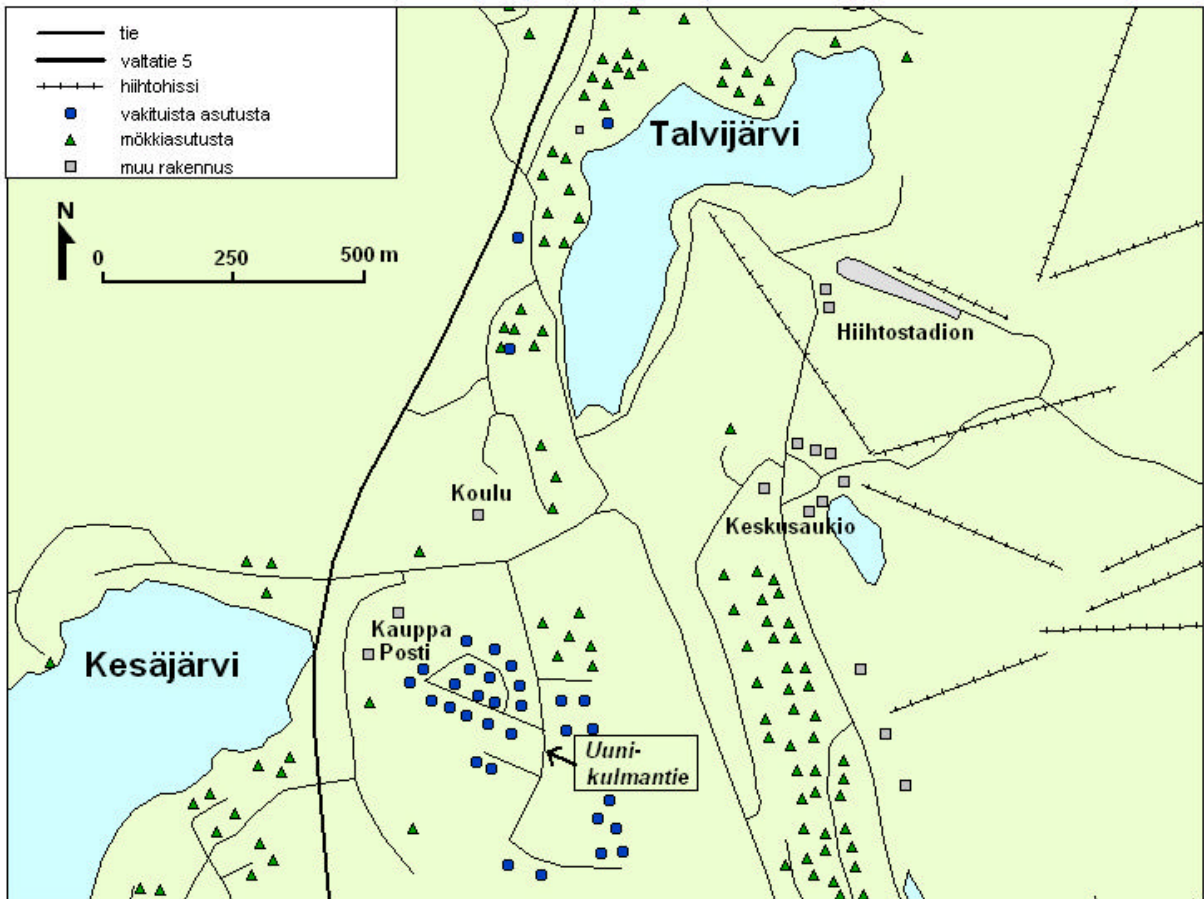 tie
valtatie 5
hiihtohissi
vakituista asutusta
mökkiasutusta
muu rakennus
N
0 250 500 m
Talvijärvi
Hiihtostadion
Koulu
Keskusaukio
Kauppa
Posti
Kesäjärvi
Uuni-
kulmantie